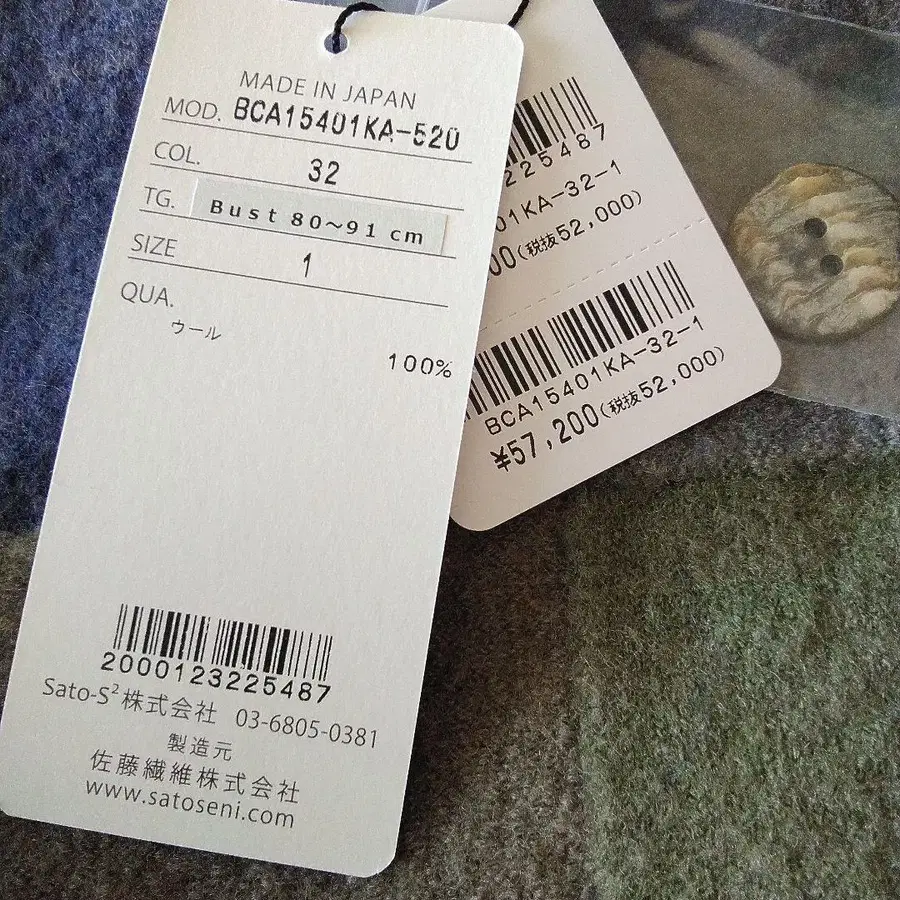 MADE IN JAPAN
MOD. BCA15401KA-520
COL. 32
TG. Bust 80~91 cm
SIZE 1
QUA.
ウール
100%
2000123225487
Sato-S²株式会社 03-6805-0381
製造元
佐藤繊維株式会社
www.satoseni.com
225487
01KA-32-1
00(税抜52,000)
BCA15401KA-32-1
¥57,200(税抜52,000)